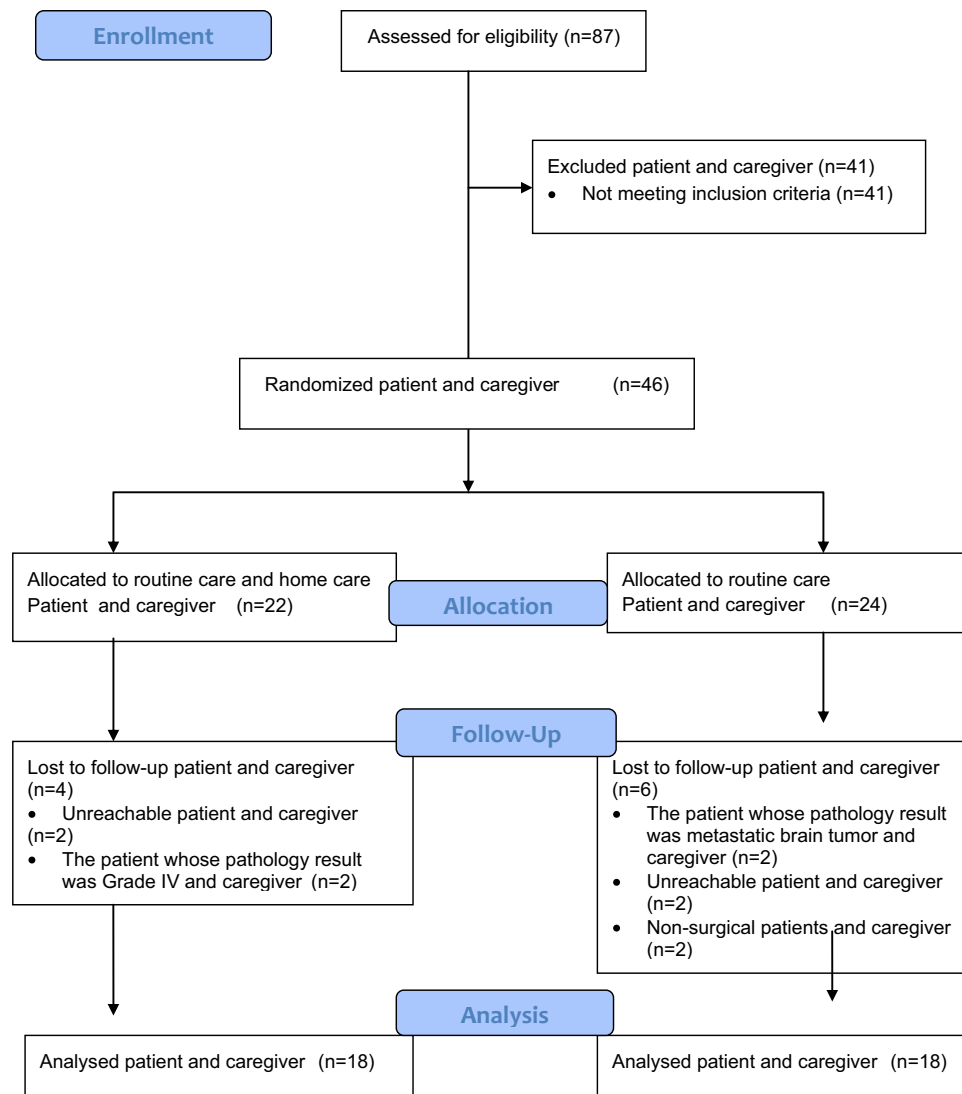 Enrollment
Assessed for eligibility (n=87)
Excluded patient and caregiver (n=41)
• Not meeting inclusion criteria (n=41)
Randomized patient and caregiver (n=46)
Allocated to routine care and home care
Patient and caregiver (n=22)
Allocation
Allocated to routine care
Patient and caregiver (n=24)
Follow-Up
Lost to follow-up patient and caregiver
(n=4)
• Unreachable patient and caregiver
(n=2)
• The patient whose pathology result
was Grade IV and caregiver (n=2)
Lost to follow-up patient and caregiver
(n=6)
• The patient whose pathology result
was metastatic brain tumor and
caregiver (n=2)
• Unreachable patient and caregiver
(n=2)
• Non-surgical patients and caregiver
(n=2)
Analysis
Analysed patient and caregiver (n=18)
Analysed patient and caregiver (n=18)